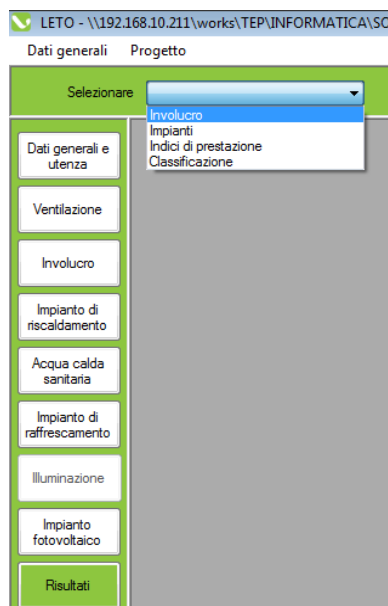 LETO - \\192.168.10.211\works\TEP\INFORMATICA\SC
Dati generali Progetto
Selezionare
Involucro
Impianti
Indici di prestazione
Classificazione
Dati generali e
utenza
Ventilazione
Involucro
Impianto di
riscaldamento
Acqua calda
sanitaria
Impianto di
raffrescamento
Illuminazione
Impianto
fotovoltaico
Risultati